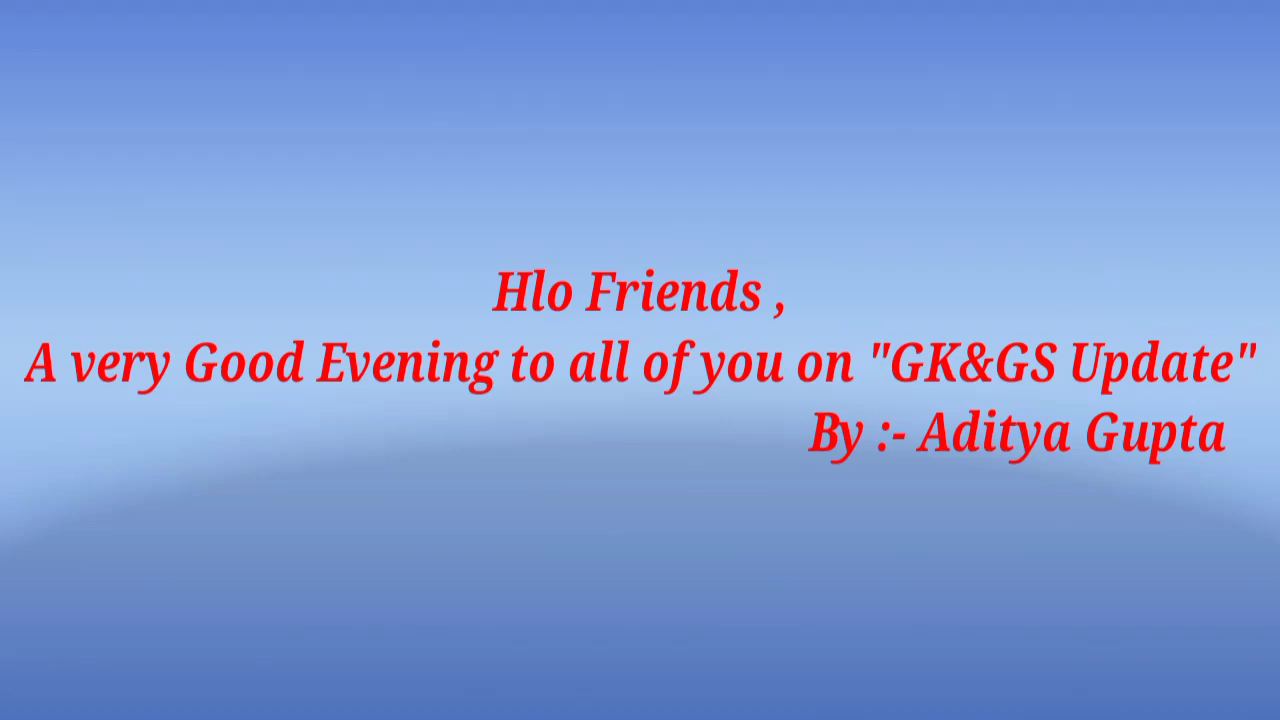 Hlo Friends ,
A very Good Evening to all of you on "GK&GS Update"
By :- Aditya Gupta